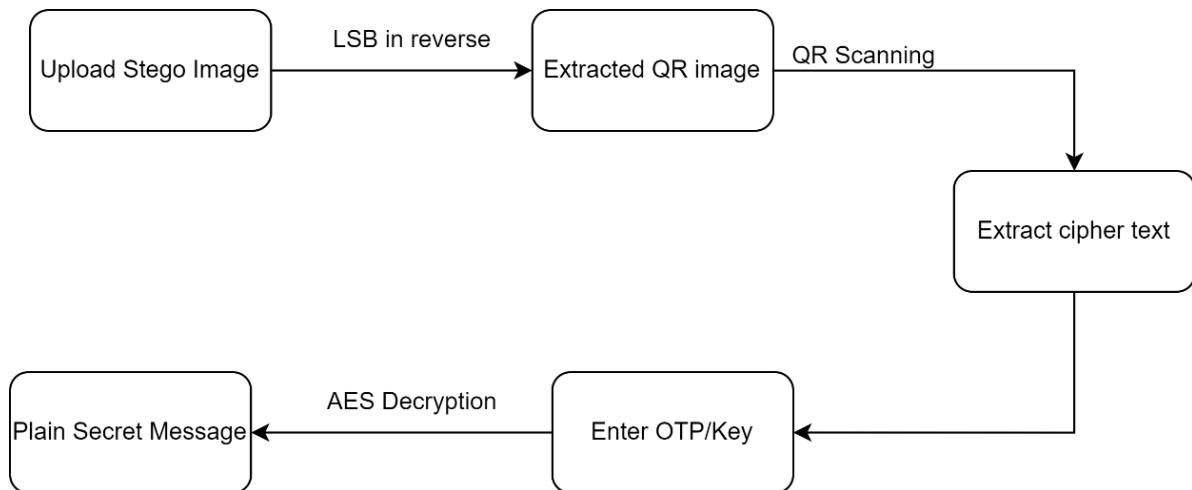 Upload Stego Image
LSB in reverse
Extracted QR image
QR Scanning
Extract cipher text
Enter OTP/Key
AES Decryption
Plain Secret Message